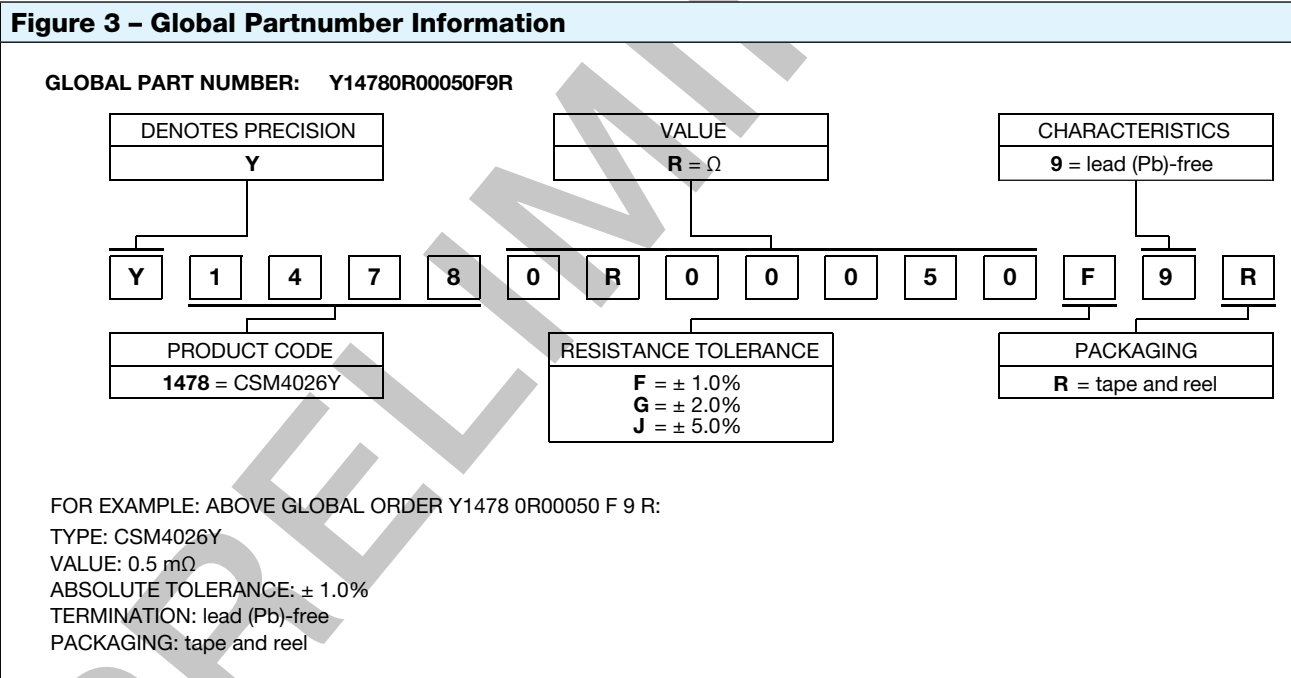 Figure 3 – Global Partnumber Information
GLOBAL PART NUMBER: Y14780R00050F9R
DENOTES PRECISION
Y
VALUE
R = Ω
CHARACTERISTICS
9 = lead (Pb)-free
Y 1 4 7 8 0 R 0 0 0 5 0 F 9 R
PRODUCT CODE
1478 = CSM4026Y
RESISTANCE TOLERANCE
F = ± 1.0%
G = ± 2.0%
J = ± 5.0%
PACKAGING
R = tape and reel
FOR EXAMPLE: ABOVE GLOBAL ORDER Y1478 0R00050 F 9 R:
TYPE: CSM4026Y
VALUE: 0.5 mΩ
ABSOLUTE TOLERANCE: ± 1.0%
TERMINATION: lead (Pb)-free
PACKAGING: tape and reel